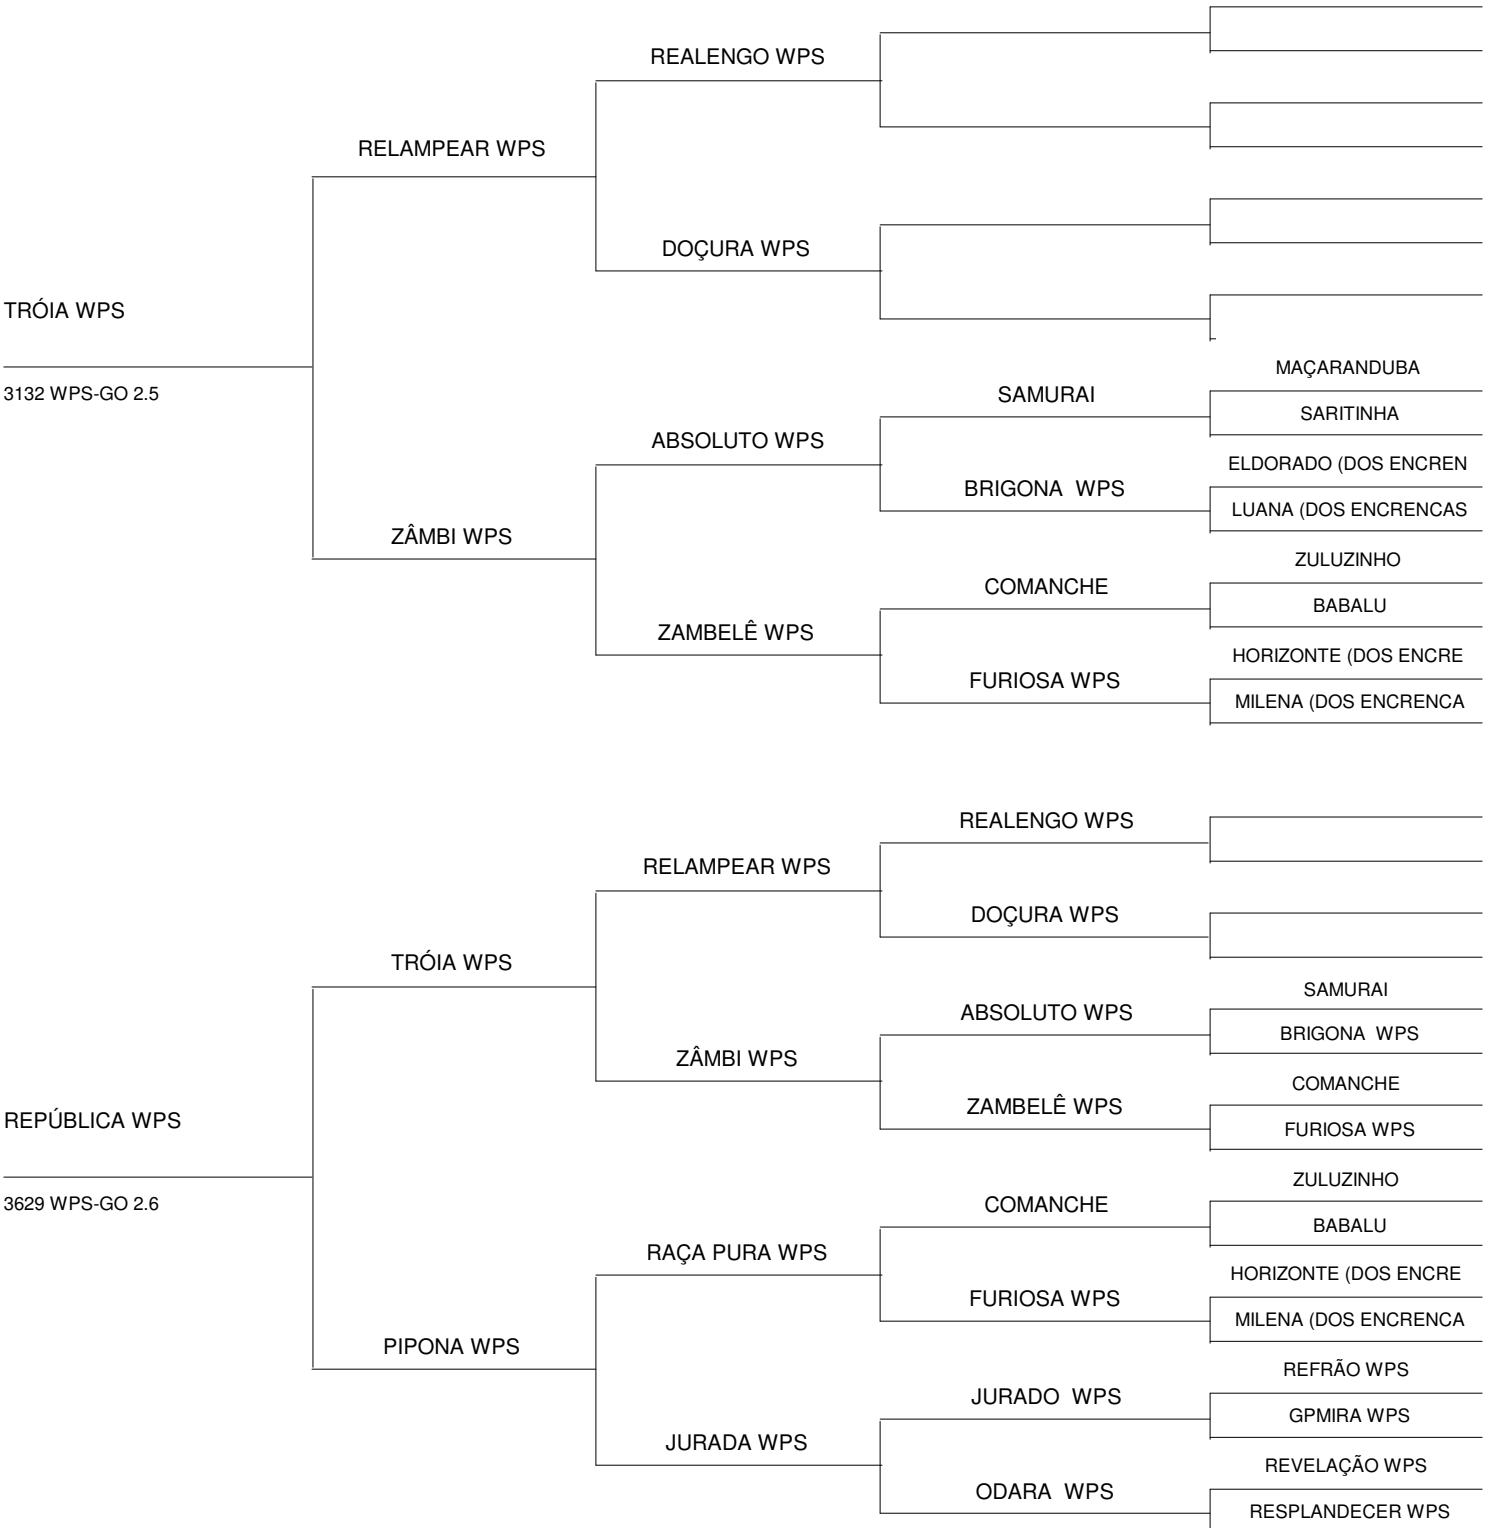 REALENGO WPS
RELAMPEAR WPS
DOÇURA WPS
TRÓIA WPS
3132 WPS-GO 2.5
MAÇARANDUBA
SAMURAI
SARITINHA
ABSOLUTO WPS
ELDORADO (DOS ENCREN
BRIGONA  WPS
LUANA (DOS ENCRENCAS
ZÂMBI WPS
ZULUZINHO
COMANCHE
BABALU
ZAMBELÊ WPS
HORIZONTE (DOS ENCRE
FURIOSA WPS
MILENA (DOS ENCRENCA
REALENGO WPS
RELAMPEAR WPS
DOÇURA WPS
TRÓIA WPS
SAMURAI
ABSOLUTO WPS
BRIGONA  WPS
ZÂMBI WPS
COMANCHE
ZAMBELÊ WPS
FURIOSA WPS
REPÚBLICA WPS
3629 WPS-GO 2.6
ZULUZINHO
COMANCHE
BABALU
RAÇA PURA WPS
HORIZONTE (DOS ENCRE
FURIOSA WPS
MILENA (DOS ENCRENCA
PIPONA WPS
REFRÃO WPS
JURADO  WPS
GPMIRA WPS
JURADA WPS
REVELAÇÃO WPS
ODARA  WPS
RESPLANDECER WPS